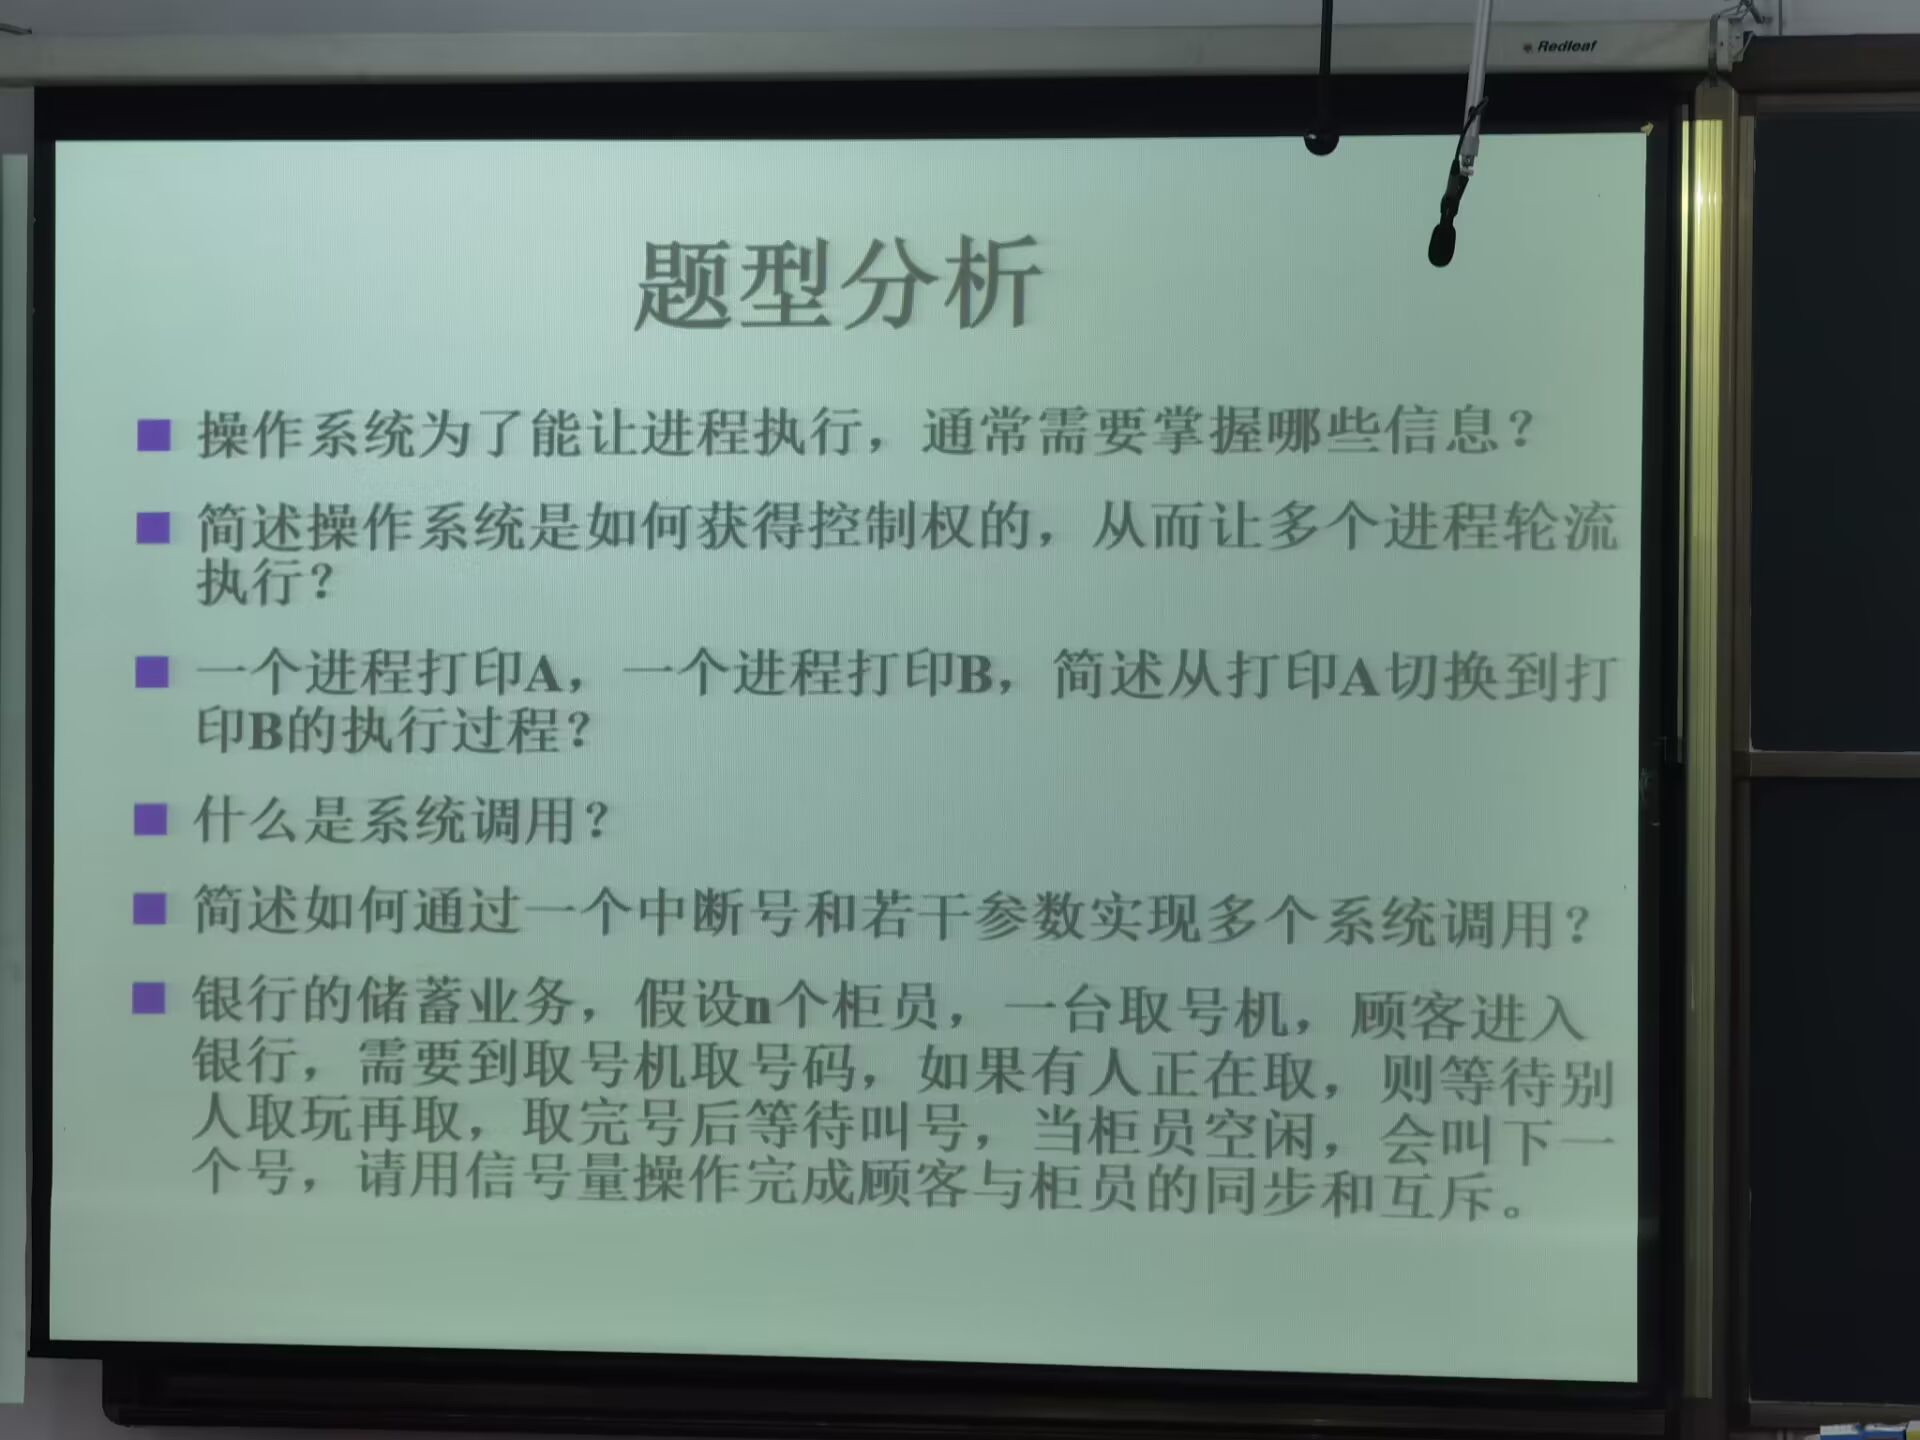 Redleaf
题型分析
操作系统为了能让进程执行，通常需要掌握哪些信息？
简述操作系统是如何获得控制权的，从而让多个进程轮流
执行？
一个进程打印A，一个进程打印B，简述从打印A切换到打
印B的执行过程？
什么是系统调用？
简述如何通过一个中断号和若干参数实现多个系统调用？
银行的储蓄业务，假设n个柜员，一台取号机，顾客进入
银行，需要到取号机取号码，如果有人正在取，则等待别
人取玩再取，取完号后等待叫号，当柜员空闲，会叫下一
个号，请用信号量操作完成顾客与柜员的同步和互斥。